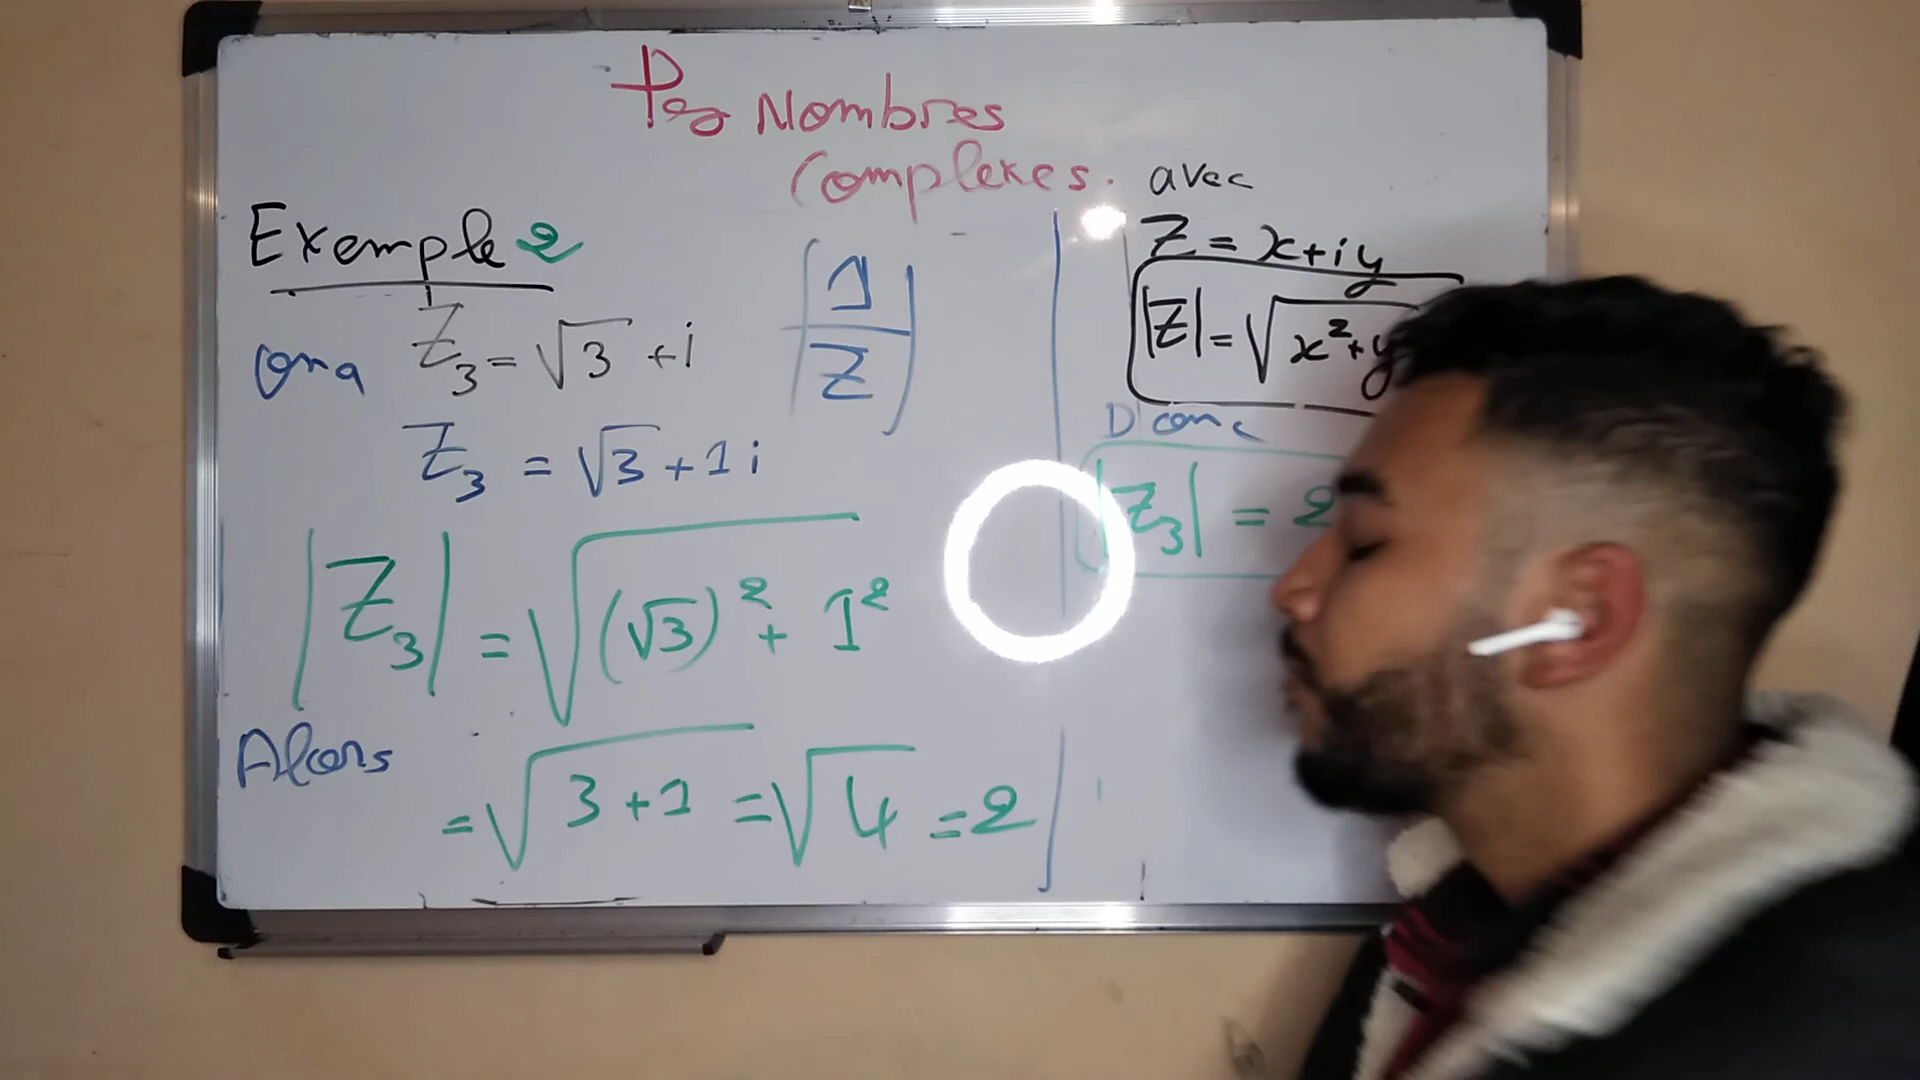 Les Nombres
Complexes.
Exemple 2
on a Z₃ = √3 + i
Z₃ = √3 + 1i
|Z₃| = √((√3)² + 1²)
Alors
= √(3+1) = √4 = 2
|1/Z|
avec
Z = x + iy
|Z| = √(x² + y
Donc
|Z₃| = 2